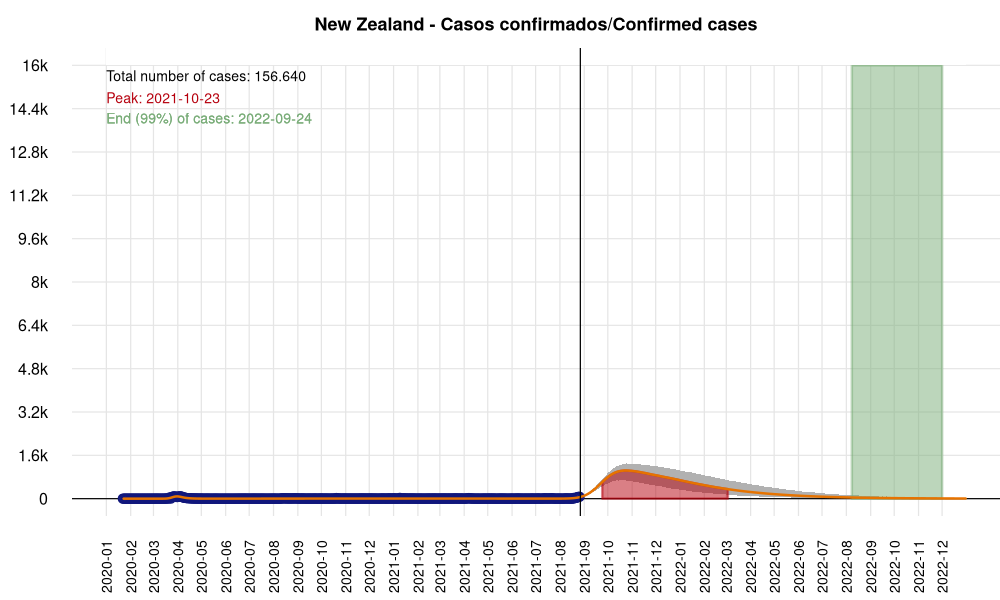 New Zealand - Casos confirmados/Confirmed cases
Total number of cases: 156.640
Peak: 2021-10-23
End (99%) of cases: 2022-09-24
16k
14.4k
12.8k
11.2k
9.6k
8k
6.4k
4.8k
3.2k
1.6k
0
2020-01
2020-02
2020-03
2020-04
2020-05
2020-06
2020-07
2020-08
2020-09
2020-10
2020-11
2020-12
2021-01
2021-02
2021-03
2021-04
2021-05
2021-06
2021-07
2021-08
2021-09
2021-10
2021-11
2021-12
2022-01
2022-02
2022-03
2022-04
2022-05
2022-06
2022-07
2022-08
2022-09
2022-10
2022-11
2022-12